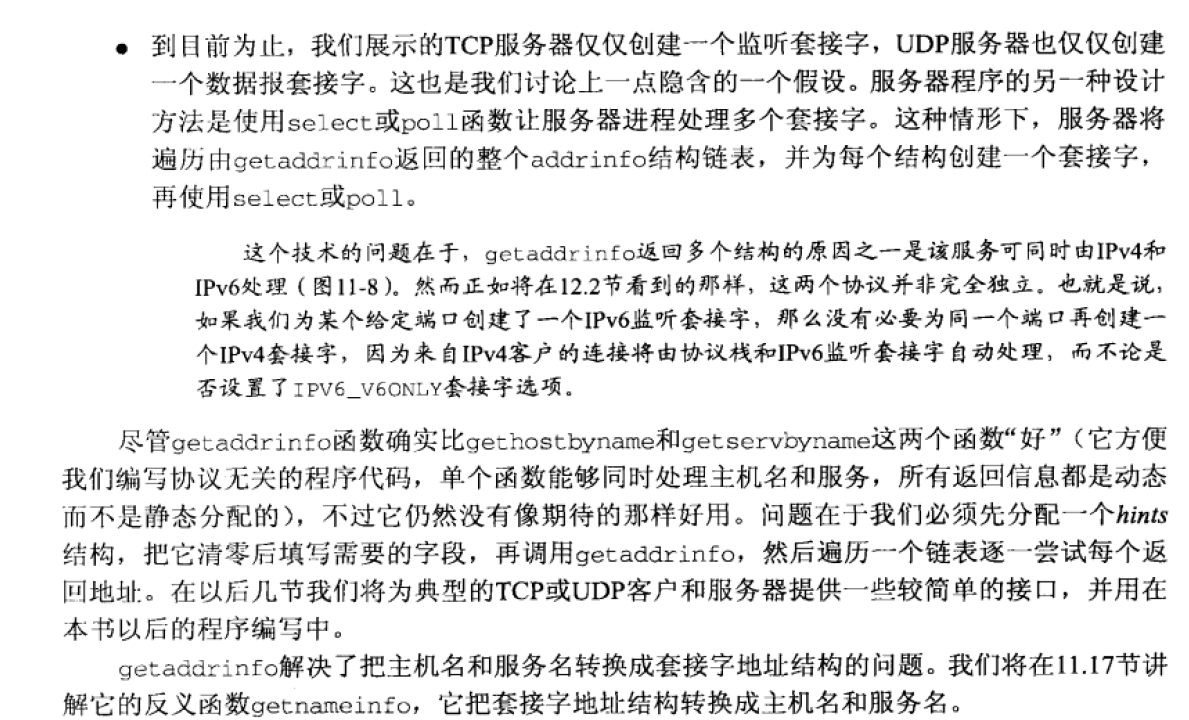 ● 到目前为止，我们展示的TCP服务器仅仅创建一个监听套接字，UDP服务器也仅仅创建
一个数据报套接字。这也是我们讨论上一点隐含的一个假设。服务器程序的另一种设计
方法是使用select或poll函数让服务器进程处理多个套接字。这种情形下，服务器将
遍历由getaddrinfo返回的整个addrinfo结构链表，并为每个结构创建一个套接字，
再使用select或poll。
这个技术的问题在于，getaddrinfo返回多个结构的原因之一是该服务可同时由IPv4和
IPv6处理（图11-8）。然而正如将在12.2节看到的那样，这两个协议并非完全独立。也就是说，
如果我们为某个给定端口创建了一个IPv6监听套接字，那么没有必要为同一个端口再创建一
个IPv4套接字，因为来自IPv4客户的连接将由协议栈和IPv6监听套接字自动处理，而不论是
否设置了IPV6_V6ONLY套接字选项。
尽管getaddrinfo函数确实比gethostbyname和getservbyname这两个函数“好”（它方便
我们编写协议无关的程序代码，单个函数能够同时处理主机名和服务，所有返回信息都是动态
而不是静态分配的），不过它仍然没有像期待的那样好用。问题在于我们必须先分配一个hints
结构，把它清零后填写需要的字段，再调用getaddrinfo，然后遍历一个链表逐一尝试每个返
回地址。在以后几节我们将为典型的TCP或UDP客户和服务器提供一些较简单的接口，并用在
本书以后的程序编写中。
getaddrinfo解决了把主机名和服务名转换成套接字地址结构的问题。我们将在11.17节讲
解它的反义函数getnameinfo，它把套接字地址结构转换成主机名和服务名。